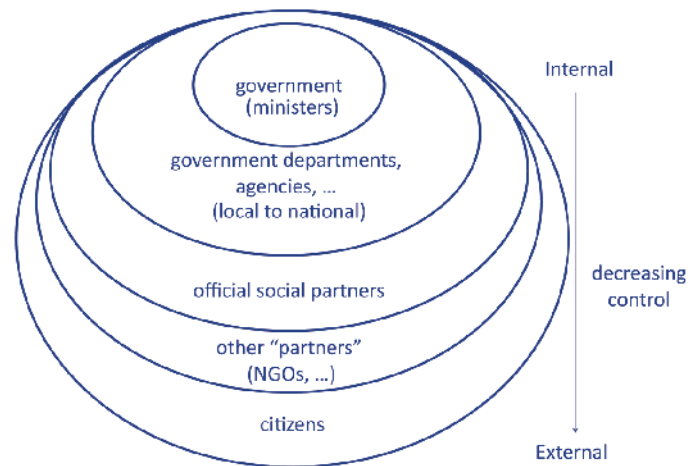 government
(ministers)
government departments,
agencies, ...
(local to national)
official social partners
other “partners”
(NGOs, ...)
citizens
Internal
decreasing
control
External